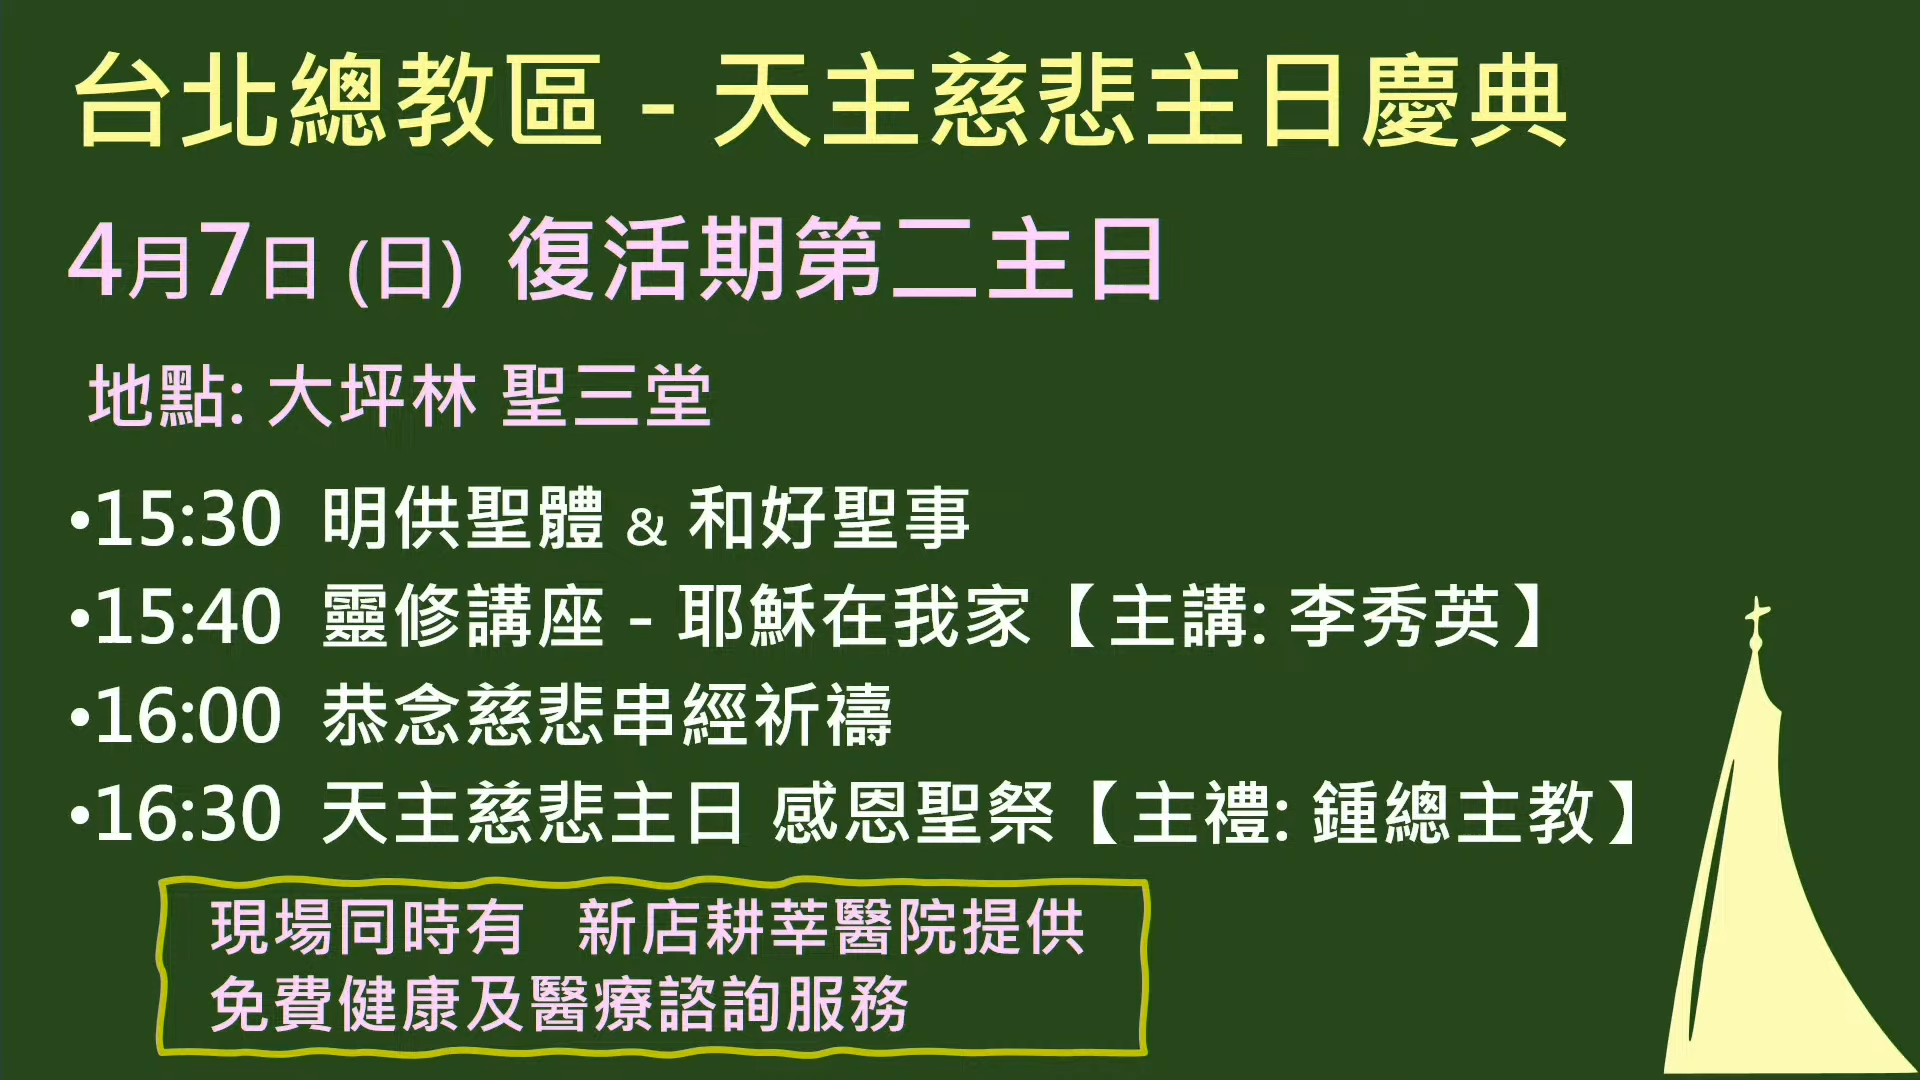 台北總教區 - 天主慈悲主日慶典
4月7日 (日) 復活期第二主日
地點: 大坪林 聖三堂
•15:30 明供聖體 & 和好聖事
•15:40 靈修講座 - 耶穌在我家【主講: 李秀英】
•16:00 恭念慈悲串經祈禱
•16:30 天主慈悲主日 感恩聖祭【主禮: 鍾總主教】
現場同時有 新店耕莘醫院提供
免費健康及醫療諮詢服務